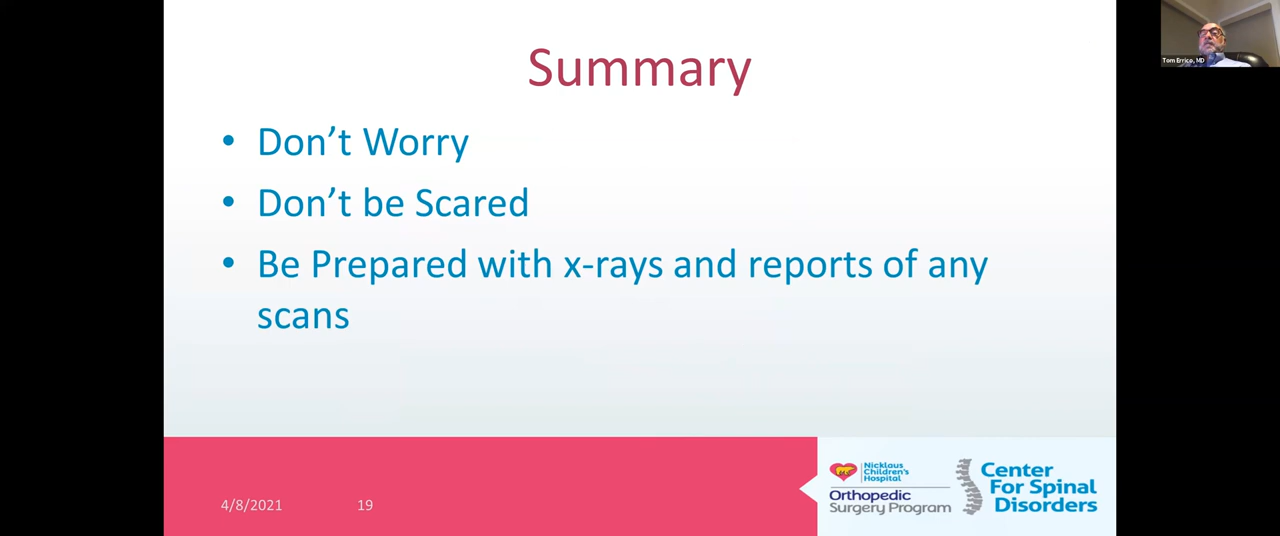 Summary
• Don't Worry
• Don't be Scared
• Be Prepared with x-rays and reports of any
scans
Tom Errico, MD
4/8/2021
19
Nicklaus
Children's
Hospital
Orthopedic
Surgery Program
Center
For Spinal
Disorders